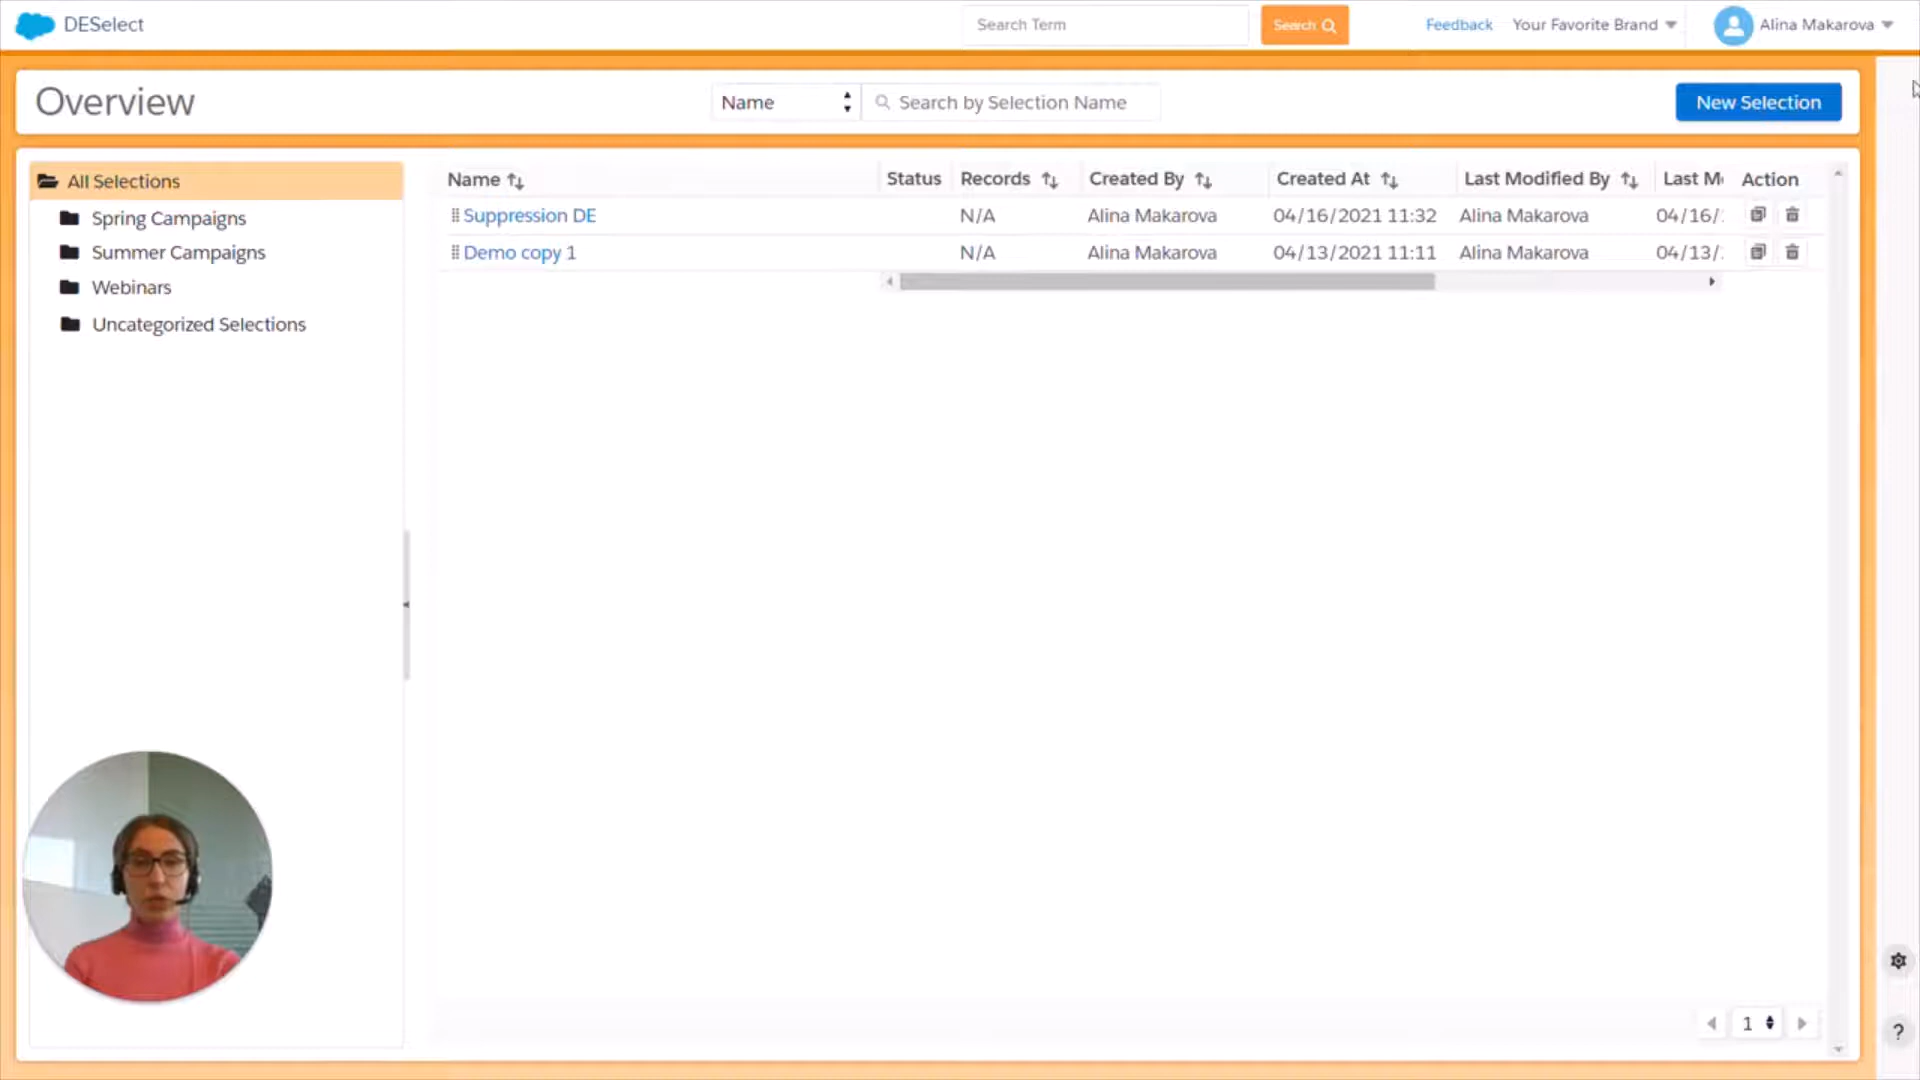 DESelect Search Term Search Feedback Your Favorite Brand Alina Makarova
Overview Name Search by Selection Name New Selection
All Selections
Spring Campaigns
Summer Campaigns
Webinars
Uncategorized Selections
Name Status Records Created By Created At Last Modified By Last M Action
Suppression DE N/A Alina Makarova 04/16/2021 11:32 Alina Makarova 04/16/
Demo copy 1 N/A Alina Makarova 04/13/2021 11:11 Alina Makarova 04/13/
1
?